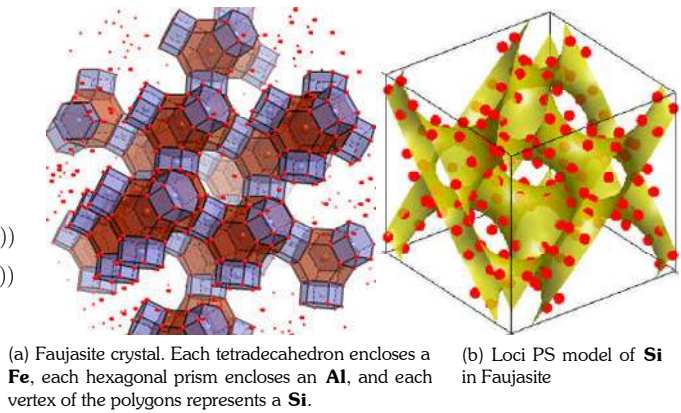 ))
))
(a) Faujasite crystal. Each tetradecahedron encloses a
Fe, each hexagonal prism encloses an Al, and each
vertex of the polygons represents a Si.
(b) Loci PS model of Si
in Faujasite